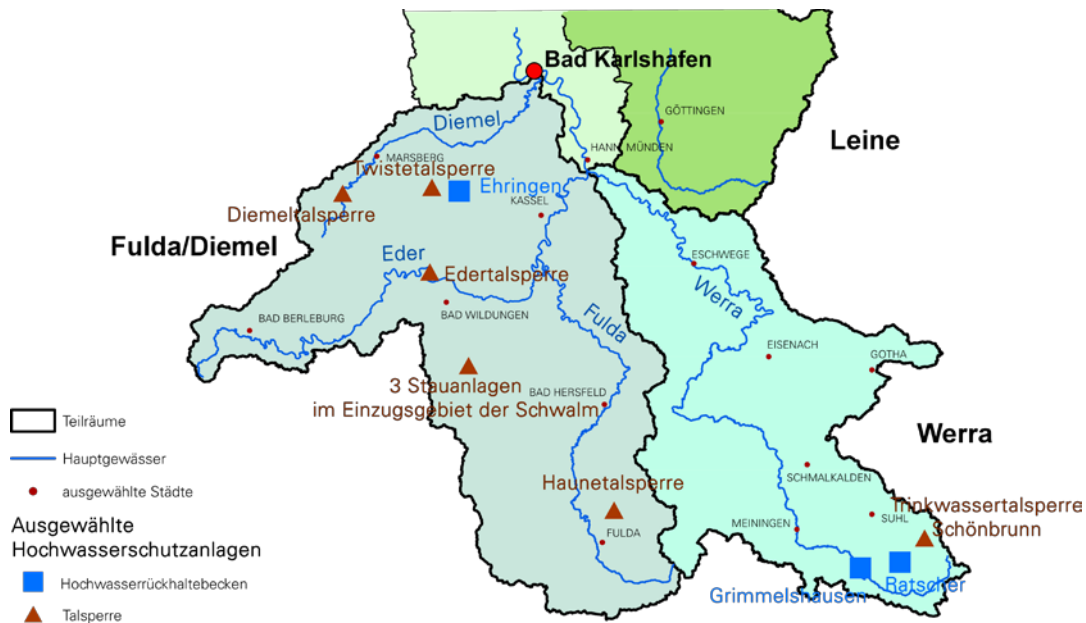 Bad Karlshafen
Diemel
GÖTTINGEN
Leine
HANN. MÜNDEN
MARSBERG
Twistetalsperre
Ehringen
KASSEL
Diemeltalsperre
Fulda/Diemel
Eder
Edertalsperre
ESCHWEGE
Werra
BAD WILDUNGEN
Fulda
BAD BERLEBURG
EISENACH
GOTHA
3 Stauanlagen
im Einzugsgebiet der Schwalm
BAD HERSFELD
Werra
SCHMALKALDEN
Haunetalsperre
Trinkwassertalsperre
Schönbrunn
SUHL
MEININGEN
FULDA
Grimmelshausen
Ratscher
Teilräume
Hauptgewässer
ausgewählte Städte
Ausgewählte
Hochwasserschutzanlagen
Hochwasserrückhaltebecken
Talsperre